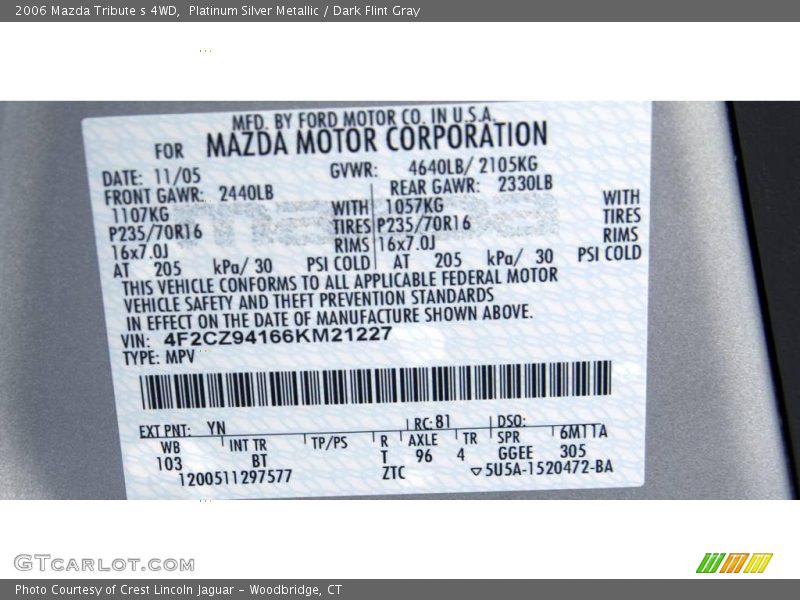 2006 Mazda Tribute s 4WD, Platinum Silver Metallic / Dark Flint Gray
MFD. BY FORD MOTOR CO. IN U.S.A.
FOR MAZDA MOTOR CORPORATION
DATE: 11/05 GVWR: 4640LB/ 2105KG
FRONT GAWR: 2440LB REAR GAWR: 2330LB
1107KG WITH 1057KG WITH
P235/70R16 TIRES P235/70R16 TIRES
16x7.0J RIMS 16x7.0J RIMS
AT 205 kPa/ 30 PSI COLD AT 205 kPa/ 30 PSI COLD
THIS VEHICLE CONFORMS TO ALL APPLICABLE FEDERAL MOTOR
VEHICLE SAFETY AND THEFT PREVENTION STANDARDS
IN EFFECT ON THE DATE OF MANUFACTURE SHOWN ABOVE.
VIN: 4F2CZ94166KM21227
TYPE: MPV
EXT PNT: YN RC: 81 DSO:
WB INT TR TP/PS R AXLE TR SPR 6MTTA
103 BT T 96 4 GGEE 305
1200511297577 ZTC ▽5U5A-1520472-BA
GTCARLOT.COM
Photo Courtesy of Crest Lincoln Jaguar - Woodbridge, CT